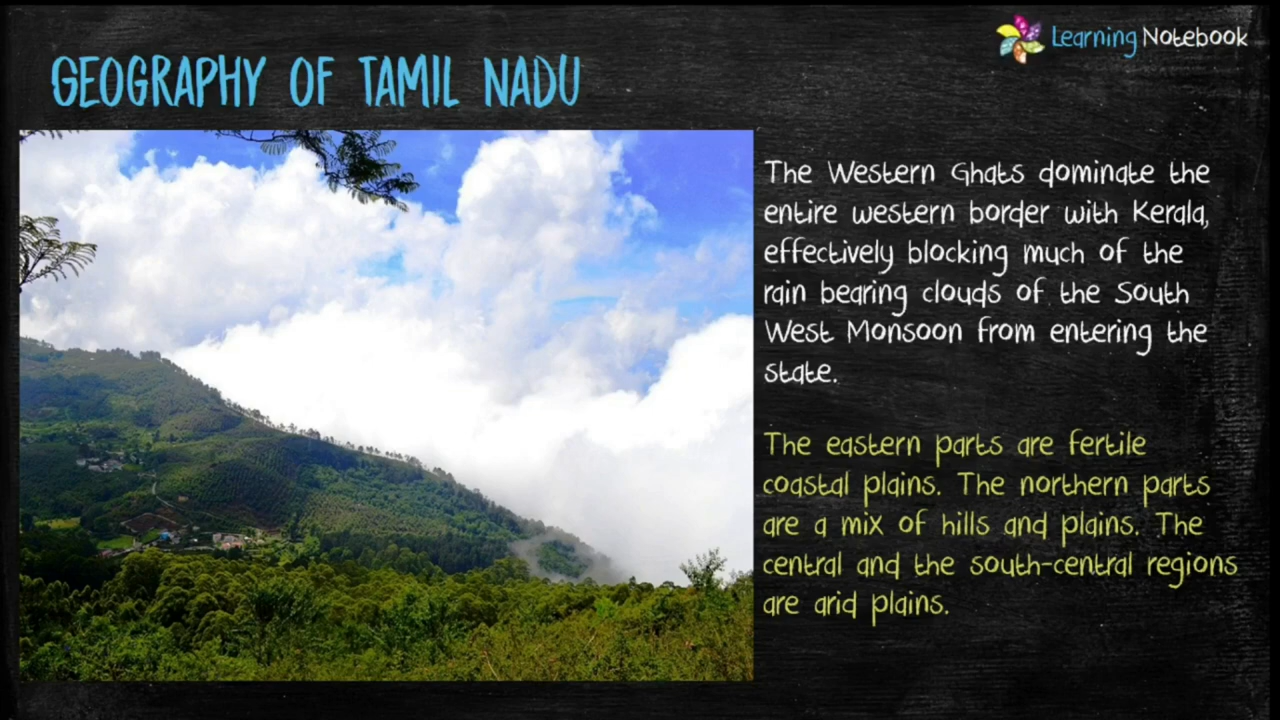 Learning Notebook
GEOGRAPHY OF TAMIL NADU
The Western Ghats dominate the
entire western border with Kerala,
effectively blocking much of the
rain bearing clouds of the South
West Monsoon from entering the
state.
The eastern parts are fertile
coastal plains. The northern parts
are a mix of hills and plains. The
central and the south-central regions
are arid plains.